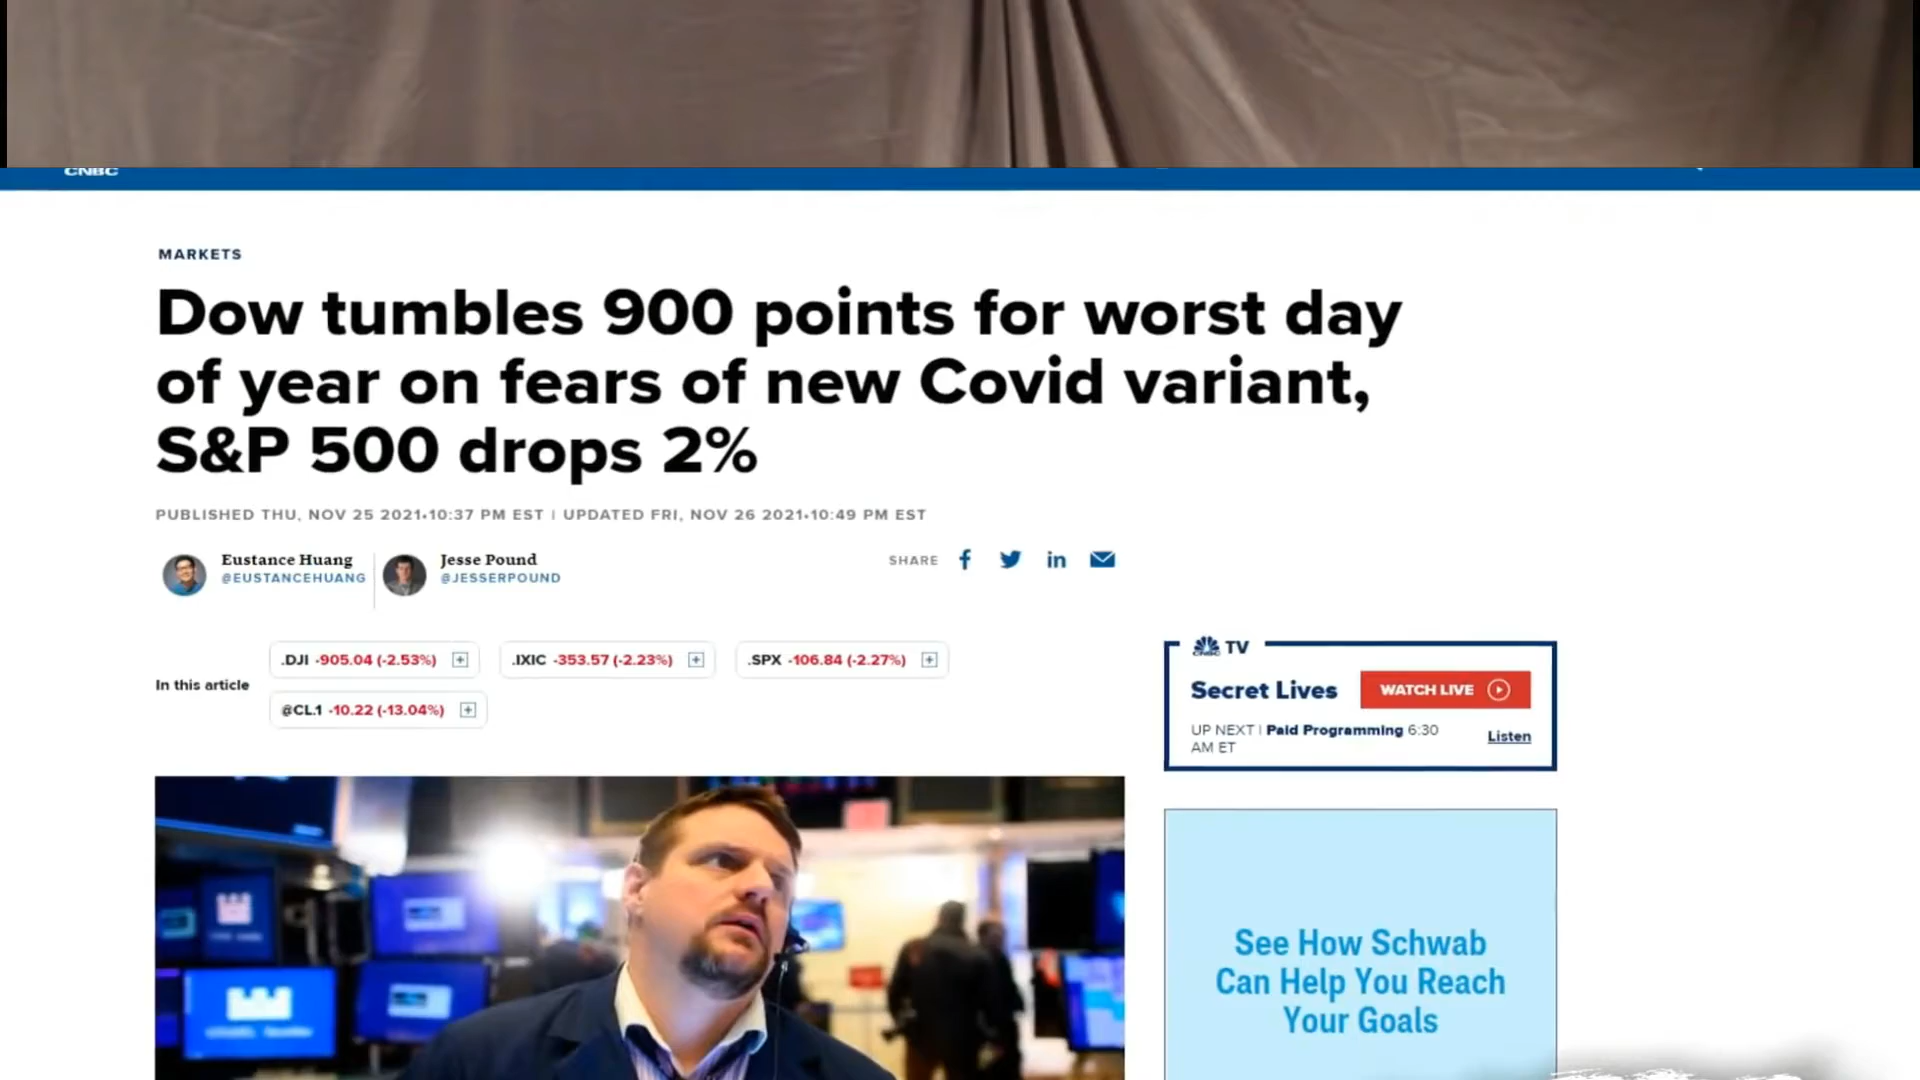 CNBC
MARKETS
Dow tumbles 900 points for worst day
of year on fears of new Covid variant,
S&P 500 drops 2%
PUBLISHED THU, NOV 25 2021•10:37 PM EST | UPDATED FRI, NOV 26 2021•10:49 PM EST
Eustance Huang
@EUSTANCEHUANG
Jesse Pound
@JESSERPOUND
SHARE
In this article
.DJI -905.04 (-2.53%)
.IXIC -353.57 (-2.23%)
.SPX -106.84 (-2.27%)
@CL.1 -10.22 (-13.04%)
CNBC TV
Secret Lives
WATCH LIVE
UP NEXT | Paid Programming 6:30
AM ET
Listen
See How Schwab
Can Help You Reach
Your Goals